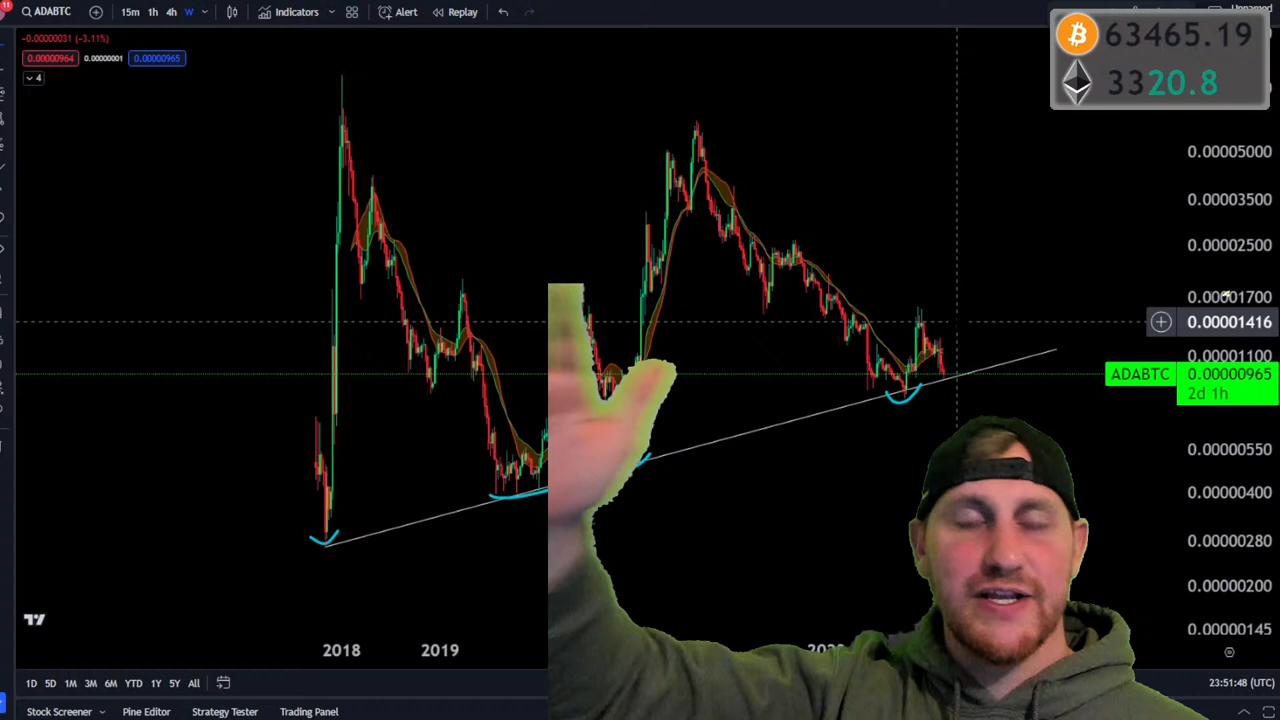 11
ADABTC
15m 1h 4h W
Indicators
Alert
Replay
Unnamed
−0.00000031 (−3.11%)
0.00000964 0.00000001 0.00000965
4
63465.19
3320.8
0.00005000
0.00003500
0.00002500
0.00001700
0.00001416
0.00001100
ADABTC 0.00000965
2d 1h
0.00000550
0.00000400
0.00000280
0.00000200
0.00000145
2018 2019
1D 5D 1M 3M 6M YTD 1Y 5Y All
23:51:48 (UTC)
Stock Screener Pine Editor Strategy Tester Trading Panel